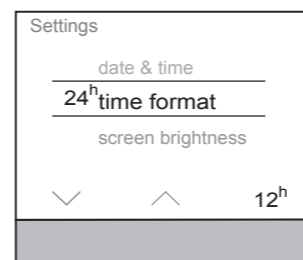 Settings
date & time
24h time format
screen brightness
12h